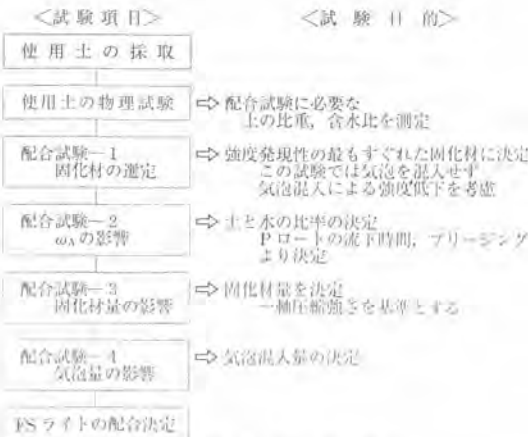 ＜試験項目＞
＜試験目的＞
使用土の採取
使用土の物理試験
⇨ 配合試験に必要な
土の比重，含水比を測定
配合試験－1
固化材の選定
⇨ 強度発現性の最もすぐれた固化材に決定
この試験では気泡を混入せず
気泡混入による強度低下を考慮
配合試験－2
ωAの影響
⇨ 土と水の比率の決定
Pロートの流下時間，ブリージング
より決定
配合試験－3
固化材量の影響
⇨ 固化材量を決定
一軸圧縮強さを基準とする
配合試験－4
気泡量の影響
⇨ 気泡混入量の決定
FSライトの配合決定